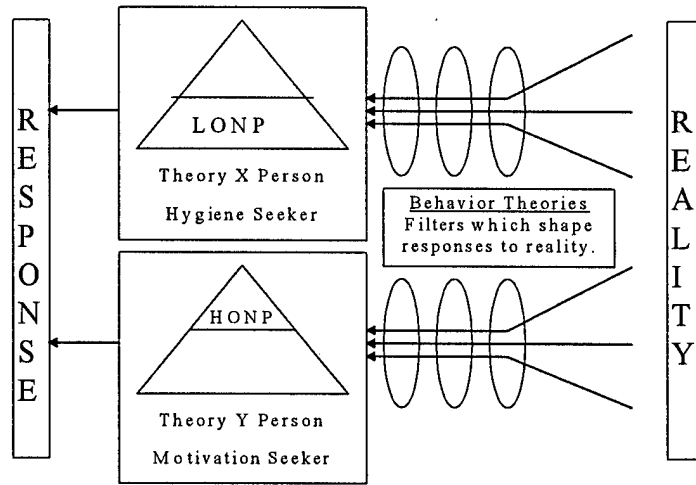 RESPONSE
LONP
Theory X Person
Hygiene Seeker
Behavior Theories
Filters which shape
responses to reality.
HONP
Theory Y Person
Motivation Seeker
REALITY